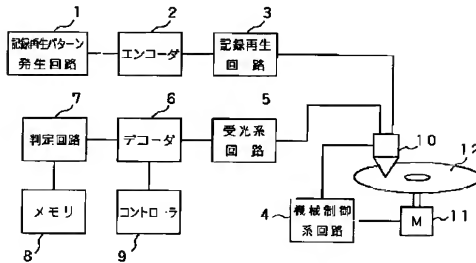 1
2
3
記録再生パターン
発生回路
エンコーダ
記録再生
回路
7
6
5
判定回路
デコーダ
受光系
回路
10
12
メモリ
コントローラ
4
機械制御
系回路
M
11
8
9